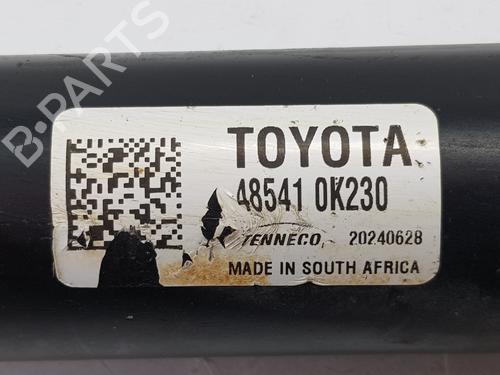 B-PARTS
TOYOTA
48541 0K230
TENNECO 20240628
MADE IN SOUTH AFRICA